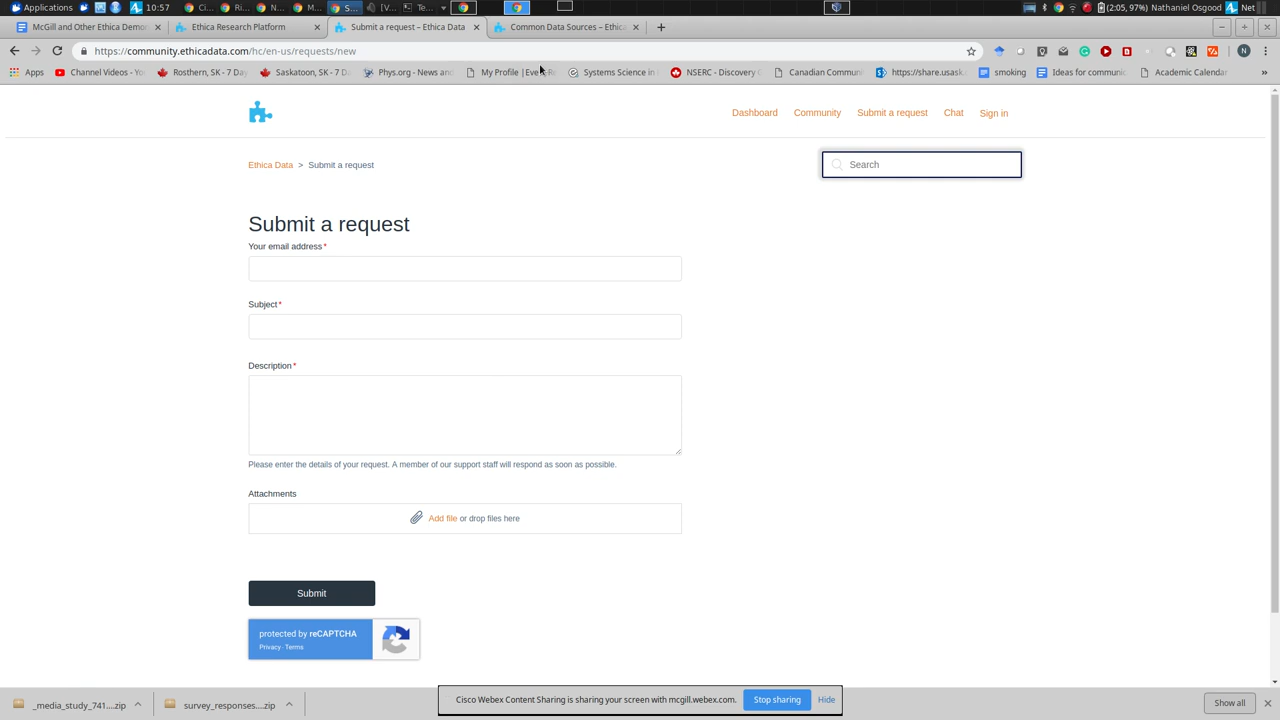 Applications
10:57
Cri
Ri
N
M
S...
[V...
Te...
(2:05, 97%) Nathaniel Osgood
Net
McGill and Other Ethica Demo
Ethica Research Platform
Submit a request – Ethica D
Common Data Sources – Ethica
https://community.ethicadata.com/hc/en-us/requests/new
N
Apps
Channel Videos - Yo
Rosthern, SK - 7 Day
Saskatoon, SK - 7 D
Phys.org - News and
My Profile | Eve
Systems Science in
NSERC - Discovery G
Canadian Commun
https://share.usask.
smoking
Ideas for communic
Academic Calendar
»
Dashboard
Community
Submit a request
Chat
Sign in
Ethica Data > Submit a request
Search
Submit a request
Your email address*
Subject*
Description*
Please enter the details of your request. A member of our support staff will respond as soon as possible.
Attachments
Add file or drop files here
Submit
protected by reCAPTCHA
Privacy - Terms
_media_study_741....zip
survey_responses....zip
Cisco Webex Content Sharing is sharing your screen with mcgill.webex.com.
Stop sharing
Hide
Show all